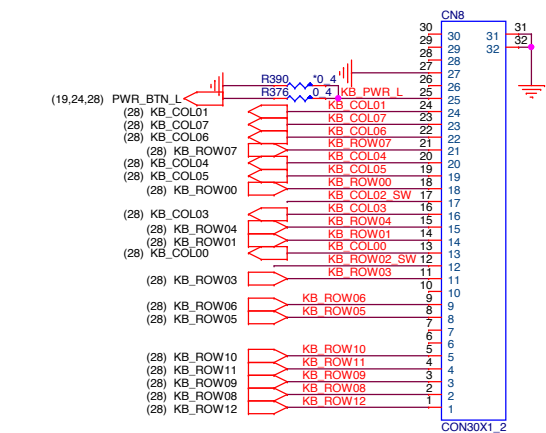 CN8
30 30 31 31
29 29 32 32
28 28
27 27
R390 *0_4 26 26
(19,24,28) PWR_BTN_L R376 0_4 KB_PWR_L 25 25
(28) KB_COL01 KB_COL01 24 24
(28) KB_COL07 KB_COL07 23 23
(28) KB_COL06 KB_COL06 22 22
(28) KB_ROW07 KB_ROW07 21 21
(28) KB_COL04 KB_COL04 20 20
(28) KB_COL05 KB_COL05 19 19
(28) KB_ROW00 KB_ROW00 18 18
KB_COL02_SW 17 17
(28) KB_COL03 KB_COL03 16 16
(28) KB_ROW04 KB_ROW04 15 15
(28) KB_ROW01 KB_ROW01 14 14
(28) KB_COL00 KB_COL00 13 13
KB_ROW02_SW 12 12
(28) KB_ROW03 KB_ROW03 11 11
10 10
(28) KB_ROW06 KB_ROW06 9 9
(28) KB_ROW05 KB_ROW05 8 8
7 7
6 6
(28) KB_ROW10 KB_ROW10 5 5
(28) KB_ROW11 KB_ROW11 4 4
(28) KB_ROW09 KB_ROW09 3 3
(28) KB_ROW08 KB_ROW08 2 2
(28) KB_ROW12 KB_ROW12 1 1
CON30X1_2